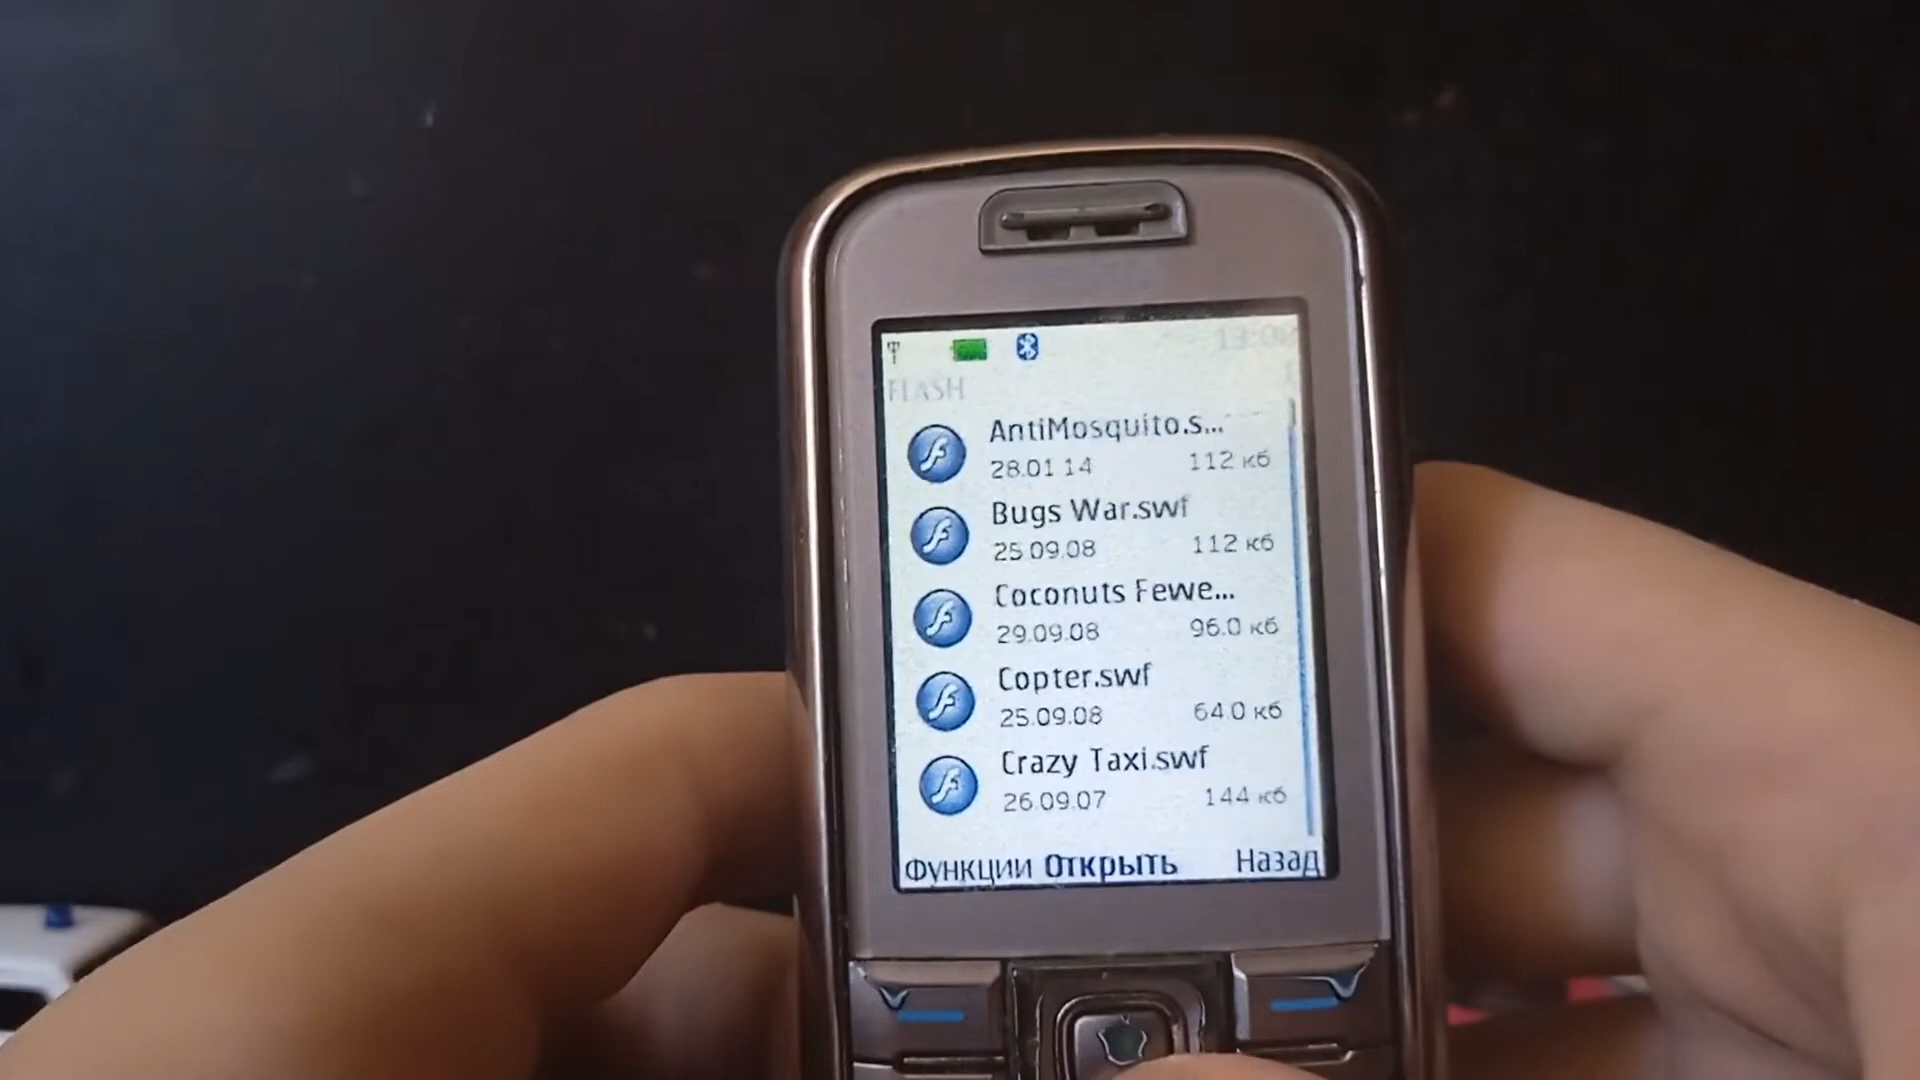 FLASH
AntiMosquito.s...
28.01 14 112 кб
Bugs War.swf
25.09.08 112 кб
Coconuts Fewe...
29.09.08 96.0 кб
Copter.swf
25.09.08 64.0 кб
Crazy Taxi.swf
26.09.07 144 кб
Функции Открыть Назад